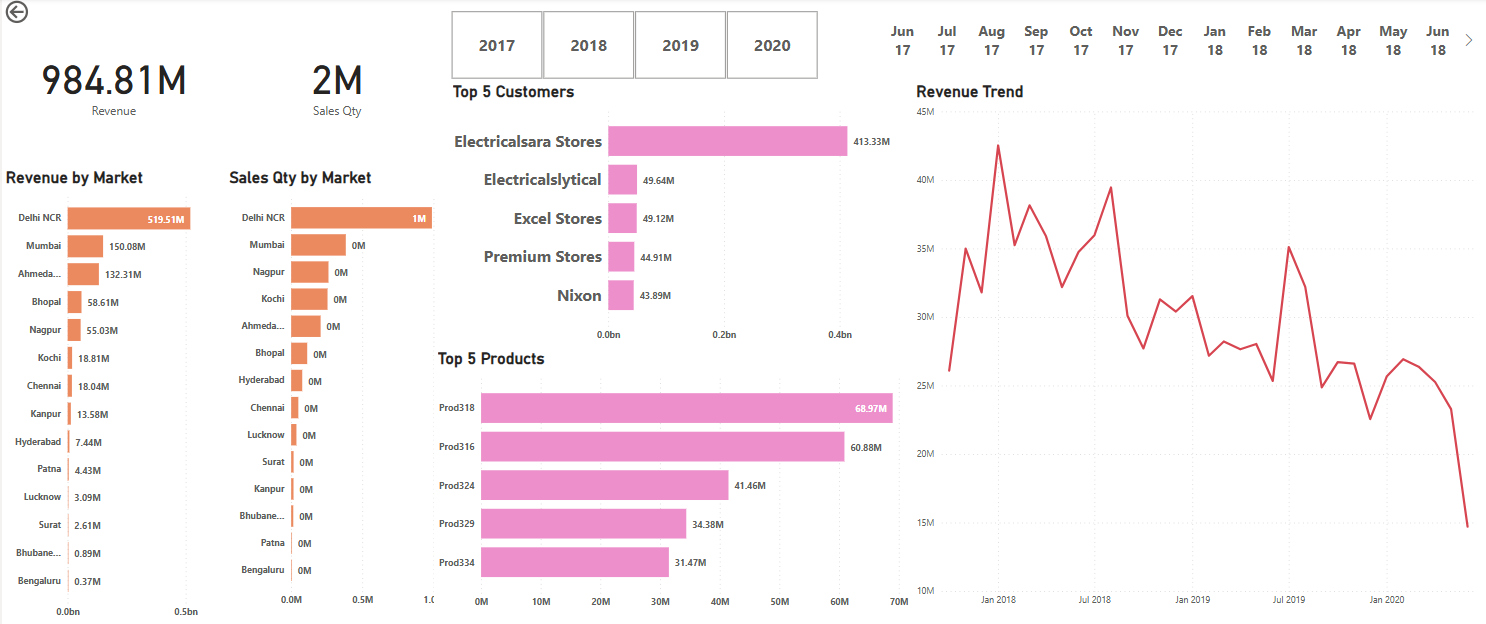 2017 2018 2019 2020
Jun Jul Aug Sep Oct Nov Dec Jan Feb Mar Apr May Jun
17 17 17 17 17 17 17 18 18 18 18 18 18
984.81M
Revenue
2M
Sales Qty
Revenue by Market
Delhi NCR 519.51M
Mumbai 150.08M
Ahmeda... 132.31M
Bhopal 58.61M
Nagpur 55.03M
Kochi 18.81M
Chennai 18.04M
Kanpur 13.58M
Hyderabad 7.44M
Patna 4.43M
Lucknow 3.09M
Surat 2.61M
Bhubane... 0.89M
Bengaluru 0.37M
0.0bn 0.5bn
Sales Qty by Market
Delhi NCR 1M
Mumbai 0M
Nagpur 0M
Kochi 0M
Ahmeda... 0M
Bhopal 0M
Hyderabad 0M
Chennai 0M
Lucknow 0M
Surat 0M
Kanpur 0M
Bhubane... 0M
Patna 0M
Bengaluru 0M
0.0M 0.5M 1.0
Top 5 Customers
Electricalsara Stores 413.33M
Electricalslytical 49.64M
Excel Stores 49.12M
Premium Stores 44.91M
Nixon 43.89M
0.0bn 0.2bn 0.4bn
Top 5 Products
Prod318 68.97M
Prod316 60.88M
Prod324 41.46M
Prod329 34.38M
Prod334 31.47M
0M 10M 20M 30M 40M 50M 60M 70M
Revenue Trend
45M
40M
35M
30M
25M
20M
15M
10M
Jan 2018 Jul 2018 Jan 2019 Jul 2019 Jan 2020